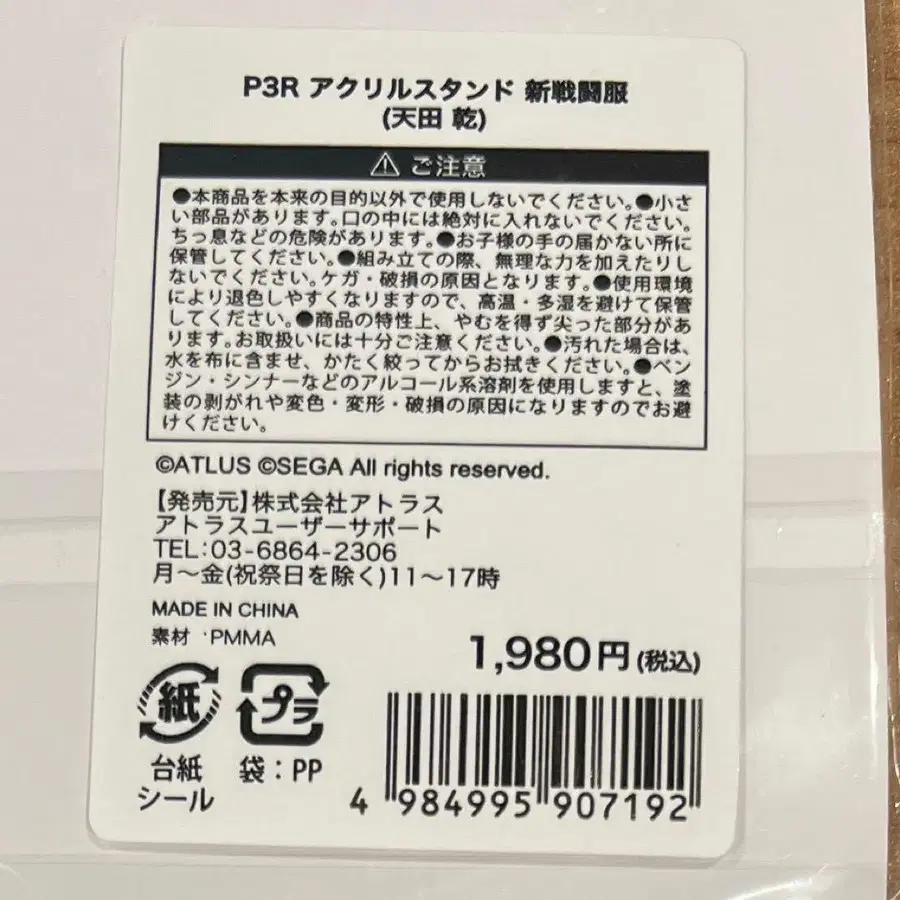 P3R アクリルスタンド 新戦闘服
(天田 乾)
⚠ ご注意
●本商品を本来の目的以外で使用しないでください。●小さ
い部品があります。口の中には絶対に入れないでください。
ちっ息などの危険があります。●お子様の手の届かない所に
保管してください。●組み立ての際、無理な力を加えたりし
ないでください。ケガ・破損の原因となります。●使用環境
により退色しやすくなりますので、高温・多湿を避けて保管
してください。●商品の特性上、やむを得ず尖った部分があ
ります。お取扱いには十分ご注意ください。●汚れた場合は、
水を布に含ませ、かたく絞ってからお拭きください。●ベン
ジン・シンナーなどのアルコール系溶剤を使用しますと、塗
装の剥がれや変色・変形・破損の原因になりますのでお避
けください。
©ATLUS ©SEGA All rights reserved.
【発売元】株式会社アトラス
アトラスユーザーサポート
TEL:03-6864-2306
月～金(祝祭日を除く)11～17時
MADE IN CHINA
素材:PMMA
1,980円(税込)
紙 プラ
台紙 袋:PP
シール
4 984995 907192